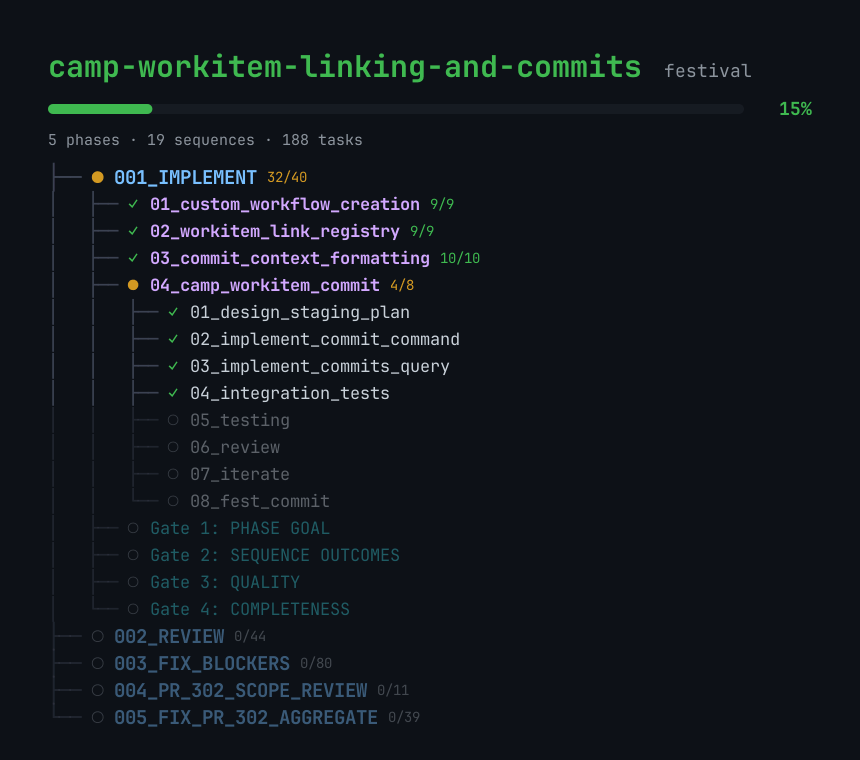 camp-workitem-linking-and-commits festival
15%
5 phases · 19 sequences · 188 tasks
001_IMPLEMENT 32/40
01_custom_workflow_creation 9/9
02_workitem_link_registry 9/9
03_commit_context_formatting 10/10
04_camp_workitem_commit 4/8
01_design_staging_plan
02_implement_commit_command
03_implement_commits_query
04_integration_tests
05_testing
06_review
07_iterate
08_fest_commit
Gate 1: PHASE GOAL
Gate 2: SEQUENCE OUTCOMES
Gate 3: QUALITY
Gate 4: COMPLETENESS
002_REVIEW 0/44
003_FIX_BLOCKERS 0/80
004_PR_302_SCOPE_REVIEW 0/11
005_FIX_PR_302_AGGREGATE 0/39